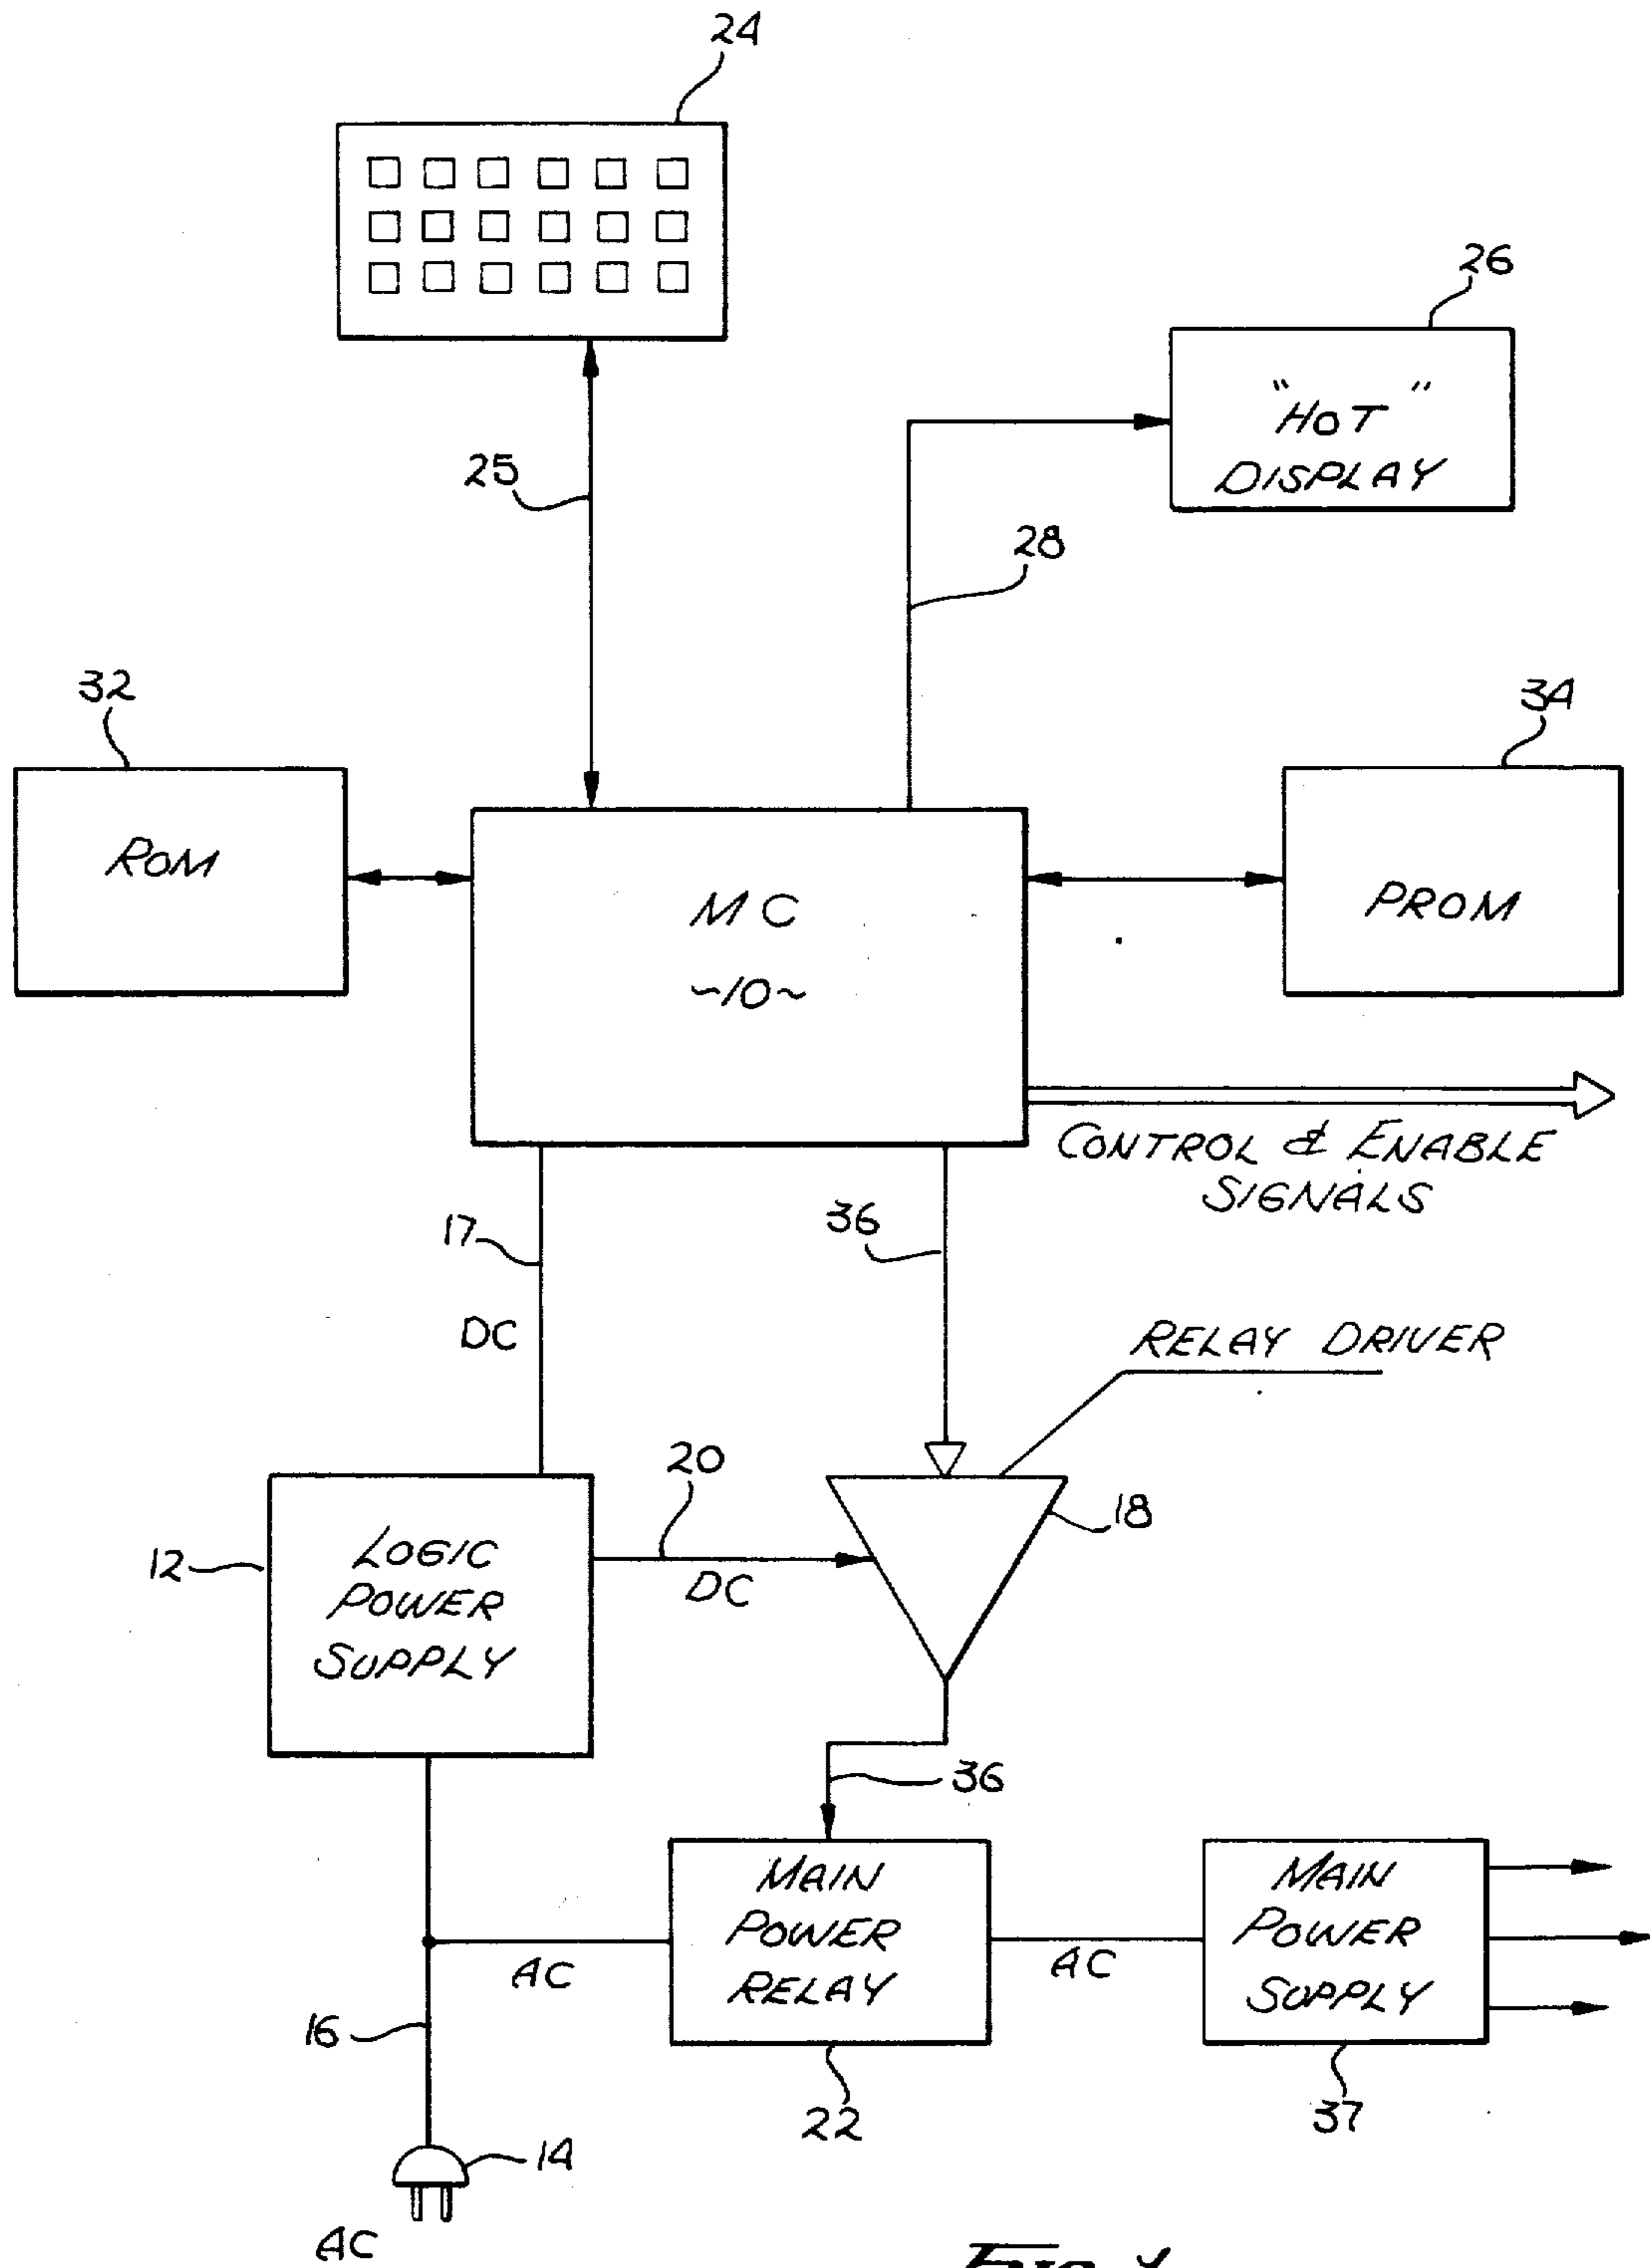 24
26
"HOT"
DISPLAY
25
28
32
34
ROM
MC
~10~
PROM
CONTROL & ENABLE
SIGNALS
17
36
DC
RELAY DRIVER
20
18
12
LOGIC
POWER
SUPPLY
DC
36
MAIN
POWER
RELAY
MAIN
POWER
SUPPLY
AC
AC
16
22
37
14
AC